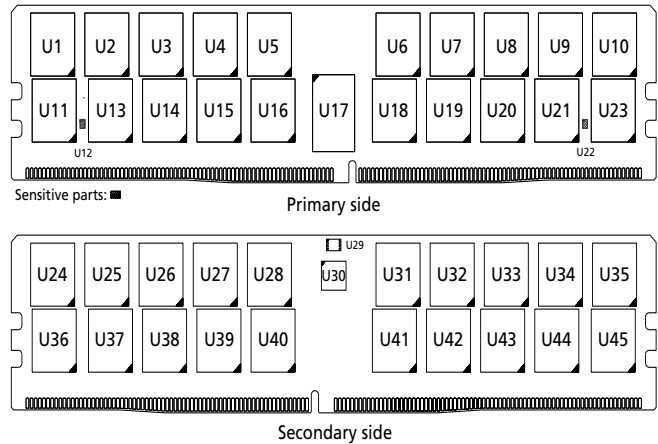 U1 U2 U3 U4 U5 U6 U7 U8 U9 U10
U11 U13 U14 U15 U16 U17 U18 U19 U20 U21 U23
U12 U22
Sensitive parts:
Primary side
U29
U24 U25 U26 U27 U28 U30 U31 U32 U33 U34 U35
U36 U37 U38 U39 U40 U41 U42 U43 U44 U45
Secondary side